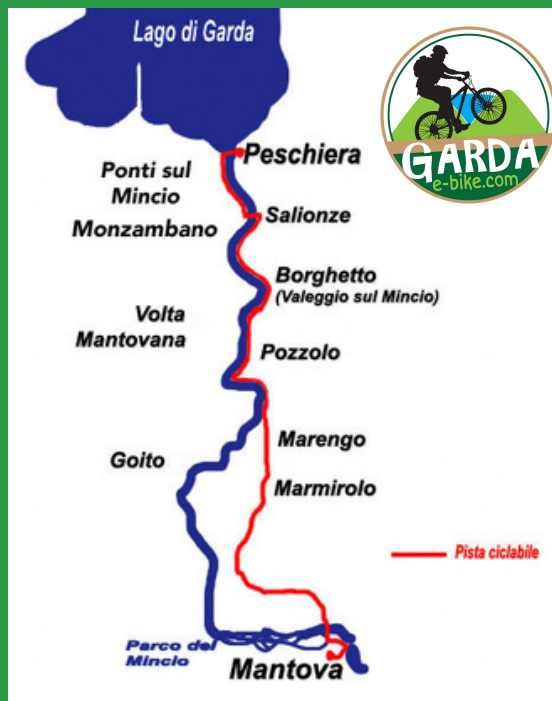 Lago di Garda
GARDA
e-bike.com
Peschiera
Ponti sul
Mincio
Salionze
Monzambano
Borghetto
(Valeggio sul Mincio)
Volta
Mantovana
Pozzolo
Marengo
Goito
Marmirolo
Pista ciclabile
Parco del
Mincio
Mantova